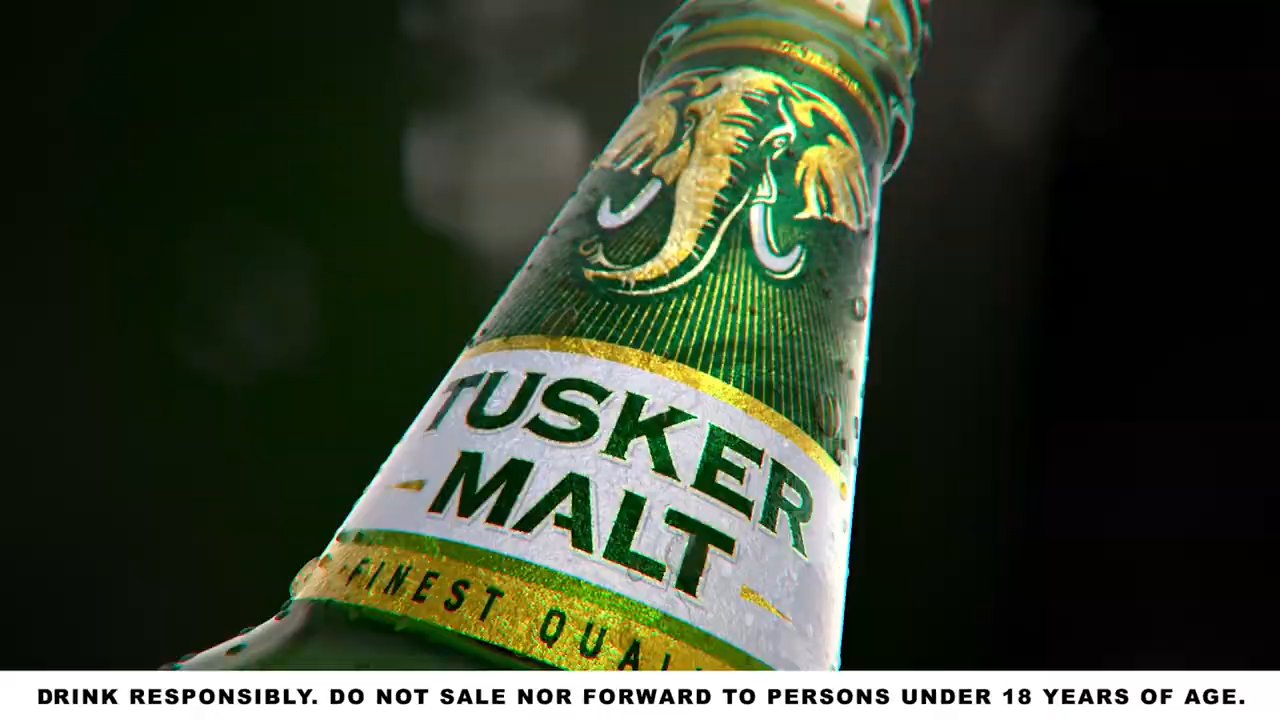 TUSKER
MALT
FINEST
DRINK RESPONSIBLY. DO NOT SALE NOR FORWARD TO PERSONS UNDER 18 YEARS OF AGE.